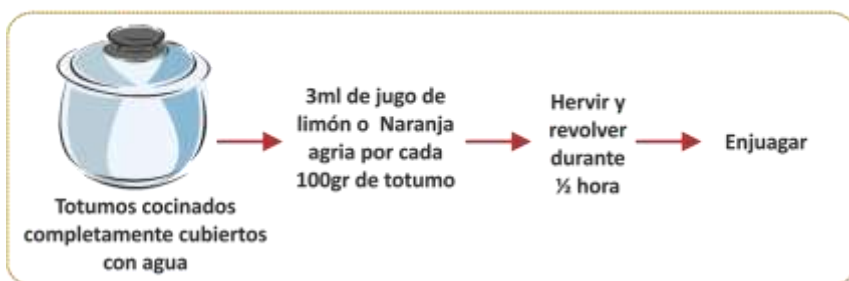 Totumos cocinados
completamente cubiertos
con agua
3ml de jugo de
limón o Naranja
agria por cada
100gr de totumo
Hervir y
revolver
durante
½ hora
Enjuagar